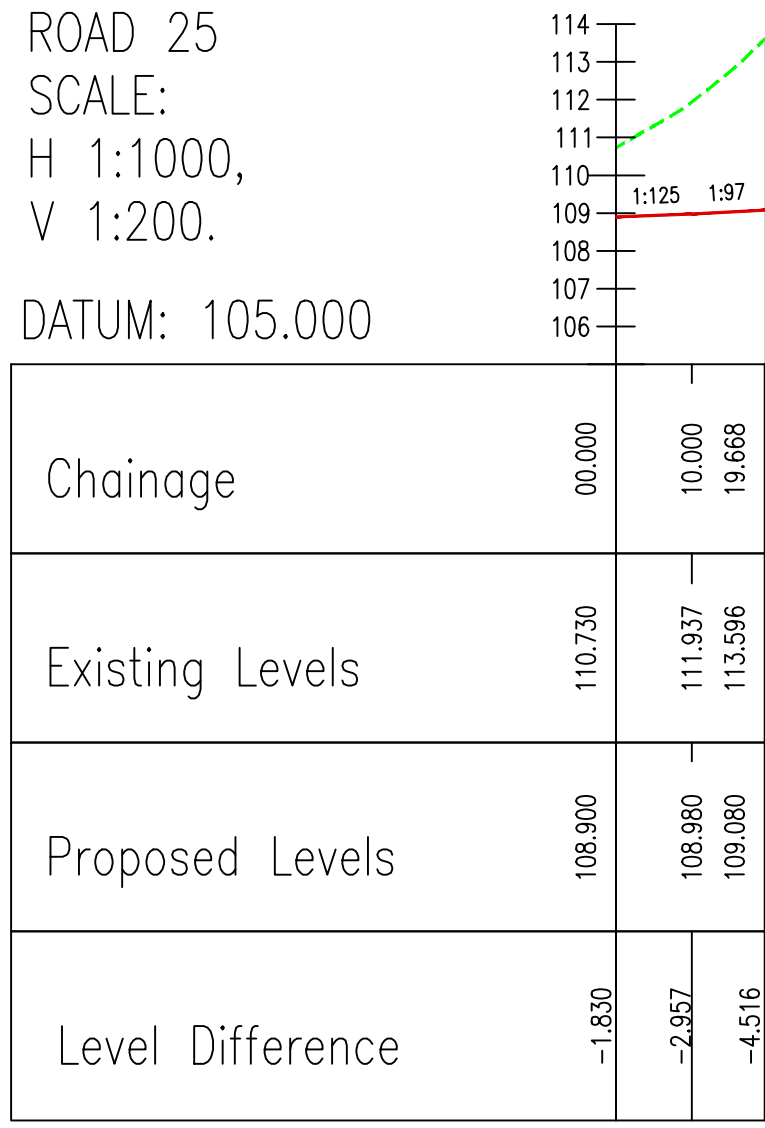 ROAD 25
SCALE:
H 1:1000,
V 1:200.
DATUM: 105.000
114
113
112
111
110
109
108
107
106
1:125 1:97
Chainage 00.000 10.000 19.668
Existing Levels 110.730 111.937 113.596
Proposed Levels 108.900 108.980 109.080
Level Difference -1.830 -2.957 -4.516